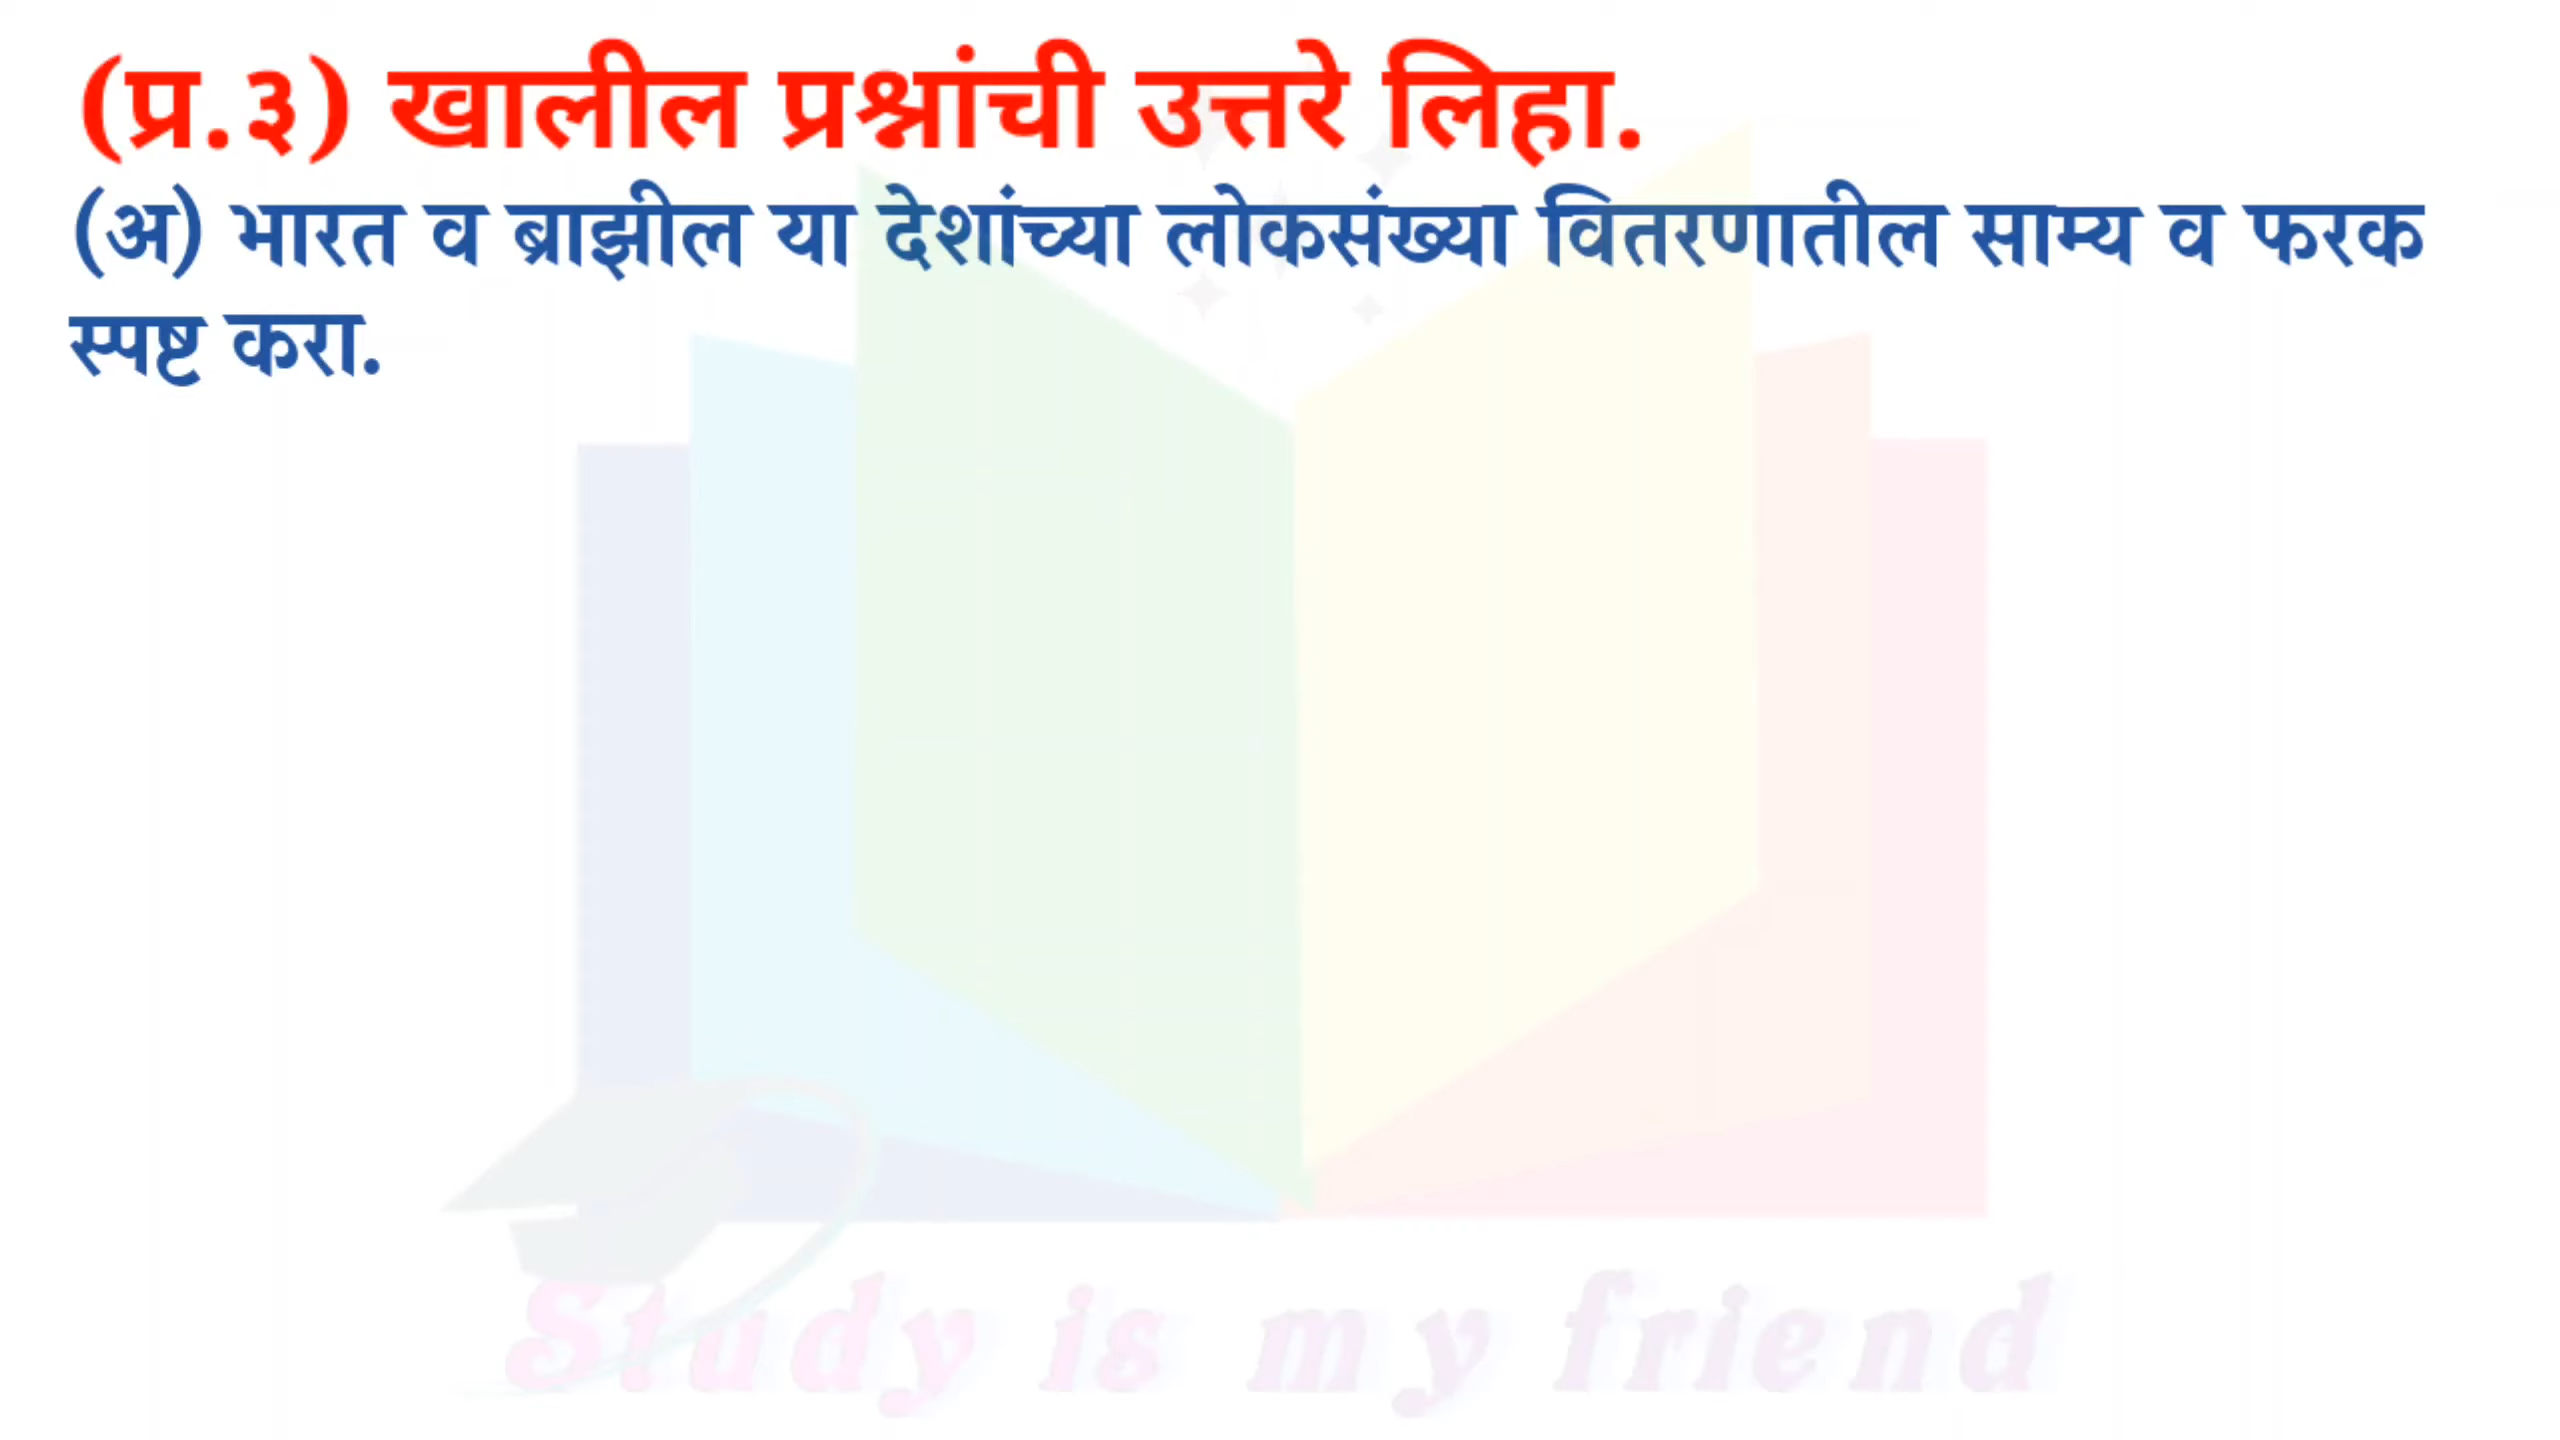 (प्र.३) खालील प्रश्नांची उत्तरे लिहा.
(अ) भारत व ब्राझील या देशांच्या लोकसंख्या वितरणातील साम्य व फरक
स्पष्ट करा.
Study is my friend